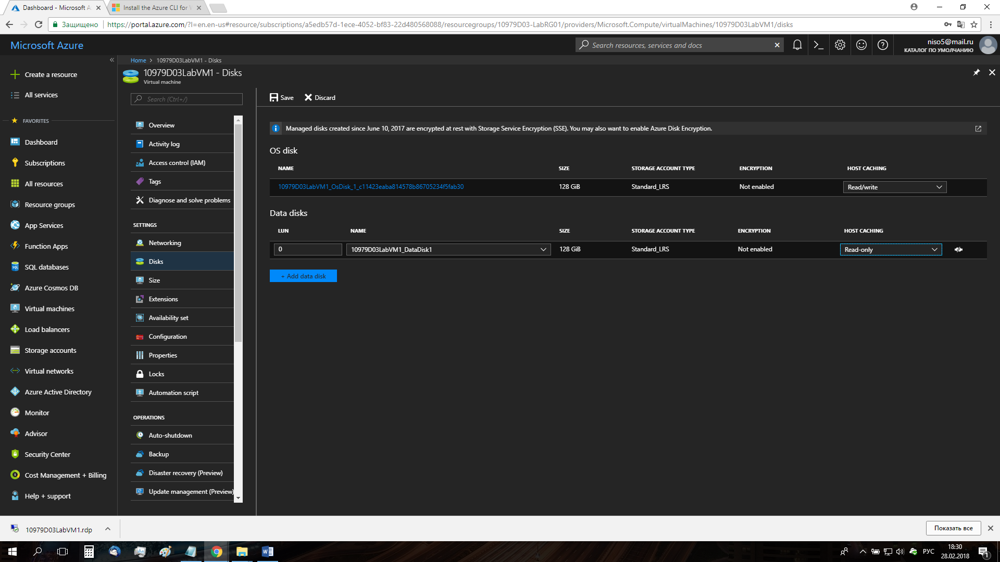 Dashboard - Microsoft A
Install the Azure CLI for W
Защищено
https://portal.azure.com/?l=en.en-us#resource/subscriptions/a5edb57d-1ece-4052-bf83-22d480568088/resourcegroups/10979D03-LabRG01/providers/Microsoft.Compute/virtualMachines/10979D03LabVM1/disks
Microsoft Azure
Search resources, services and docs
niso5@mail.ru
КАТАЛОГ ПО УМОЛЧАНИЮ
Home > 10979D03LabVM1 - Disks
10979D03LabVM1 - Disks
Virtual machine
Create a resource
All services
FAVORITES
Dashboard
Subscriptions
All resources
Resource groups
App Services
Function Apps
SQL databases
Azure Cosmos DB
Virtual machines
Load balancers
Storage accounts
Virtual networks
Azure Active Directory
Monitor
Advisor
Security Center
Cost Management + Billing
Help + support
Search (Ctrl+/)
Overview
Activity log
Access control (IAM)
Tags
Diagnose and solve problems
SETTINGS
Networking
Disks
Size
Extensions
Availability set
Configuration
Properties
Locks
Automation script
OPERATIONS
Auto-shutdown
Backup
Disaster recovery (Preview)
Update management (Preview)
Save Discard
Managed disks created since June 10, 2017 are encrypted at rest with Storage Service Encryption (SSE). You may also want to enable Azure Disk Encryption.
OS disk
NAME SIZE STORAGE ACCOUNT TYPE ENCRYPTION HOST CACHING
10979D03LabVM1_OsDisk_1_c11423eaba814578b86705234f5fab30 128 GiB Standard_LRS Not enabled Read/write
Data disks
LUN NAME SIZE STORAGE ACCOUNT TYPE ENCRYPTION HOST CACHING
0 10979D03LabVM1_DataDisk1 128 GiB Standard_LRS Not enabled Read-only
+ Add data disk
10979D03LabVM1.rdp
Показать все
РУС
18:30
28.02.2018
1